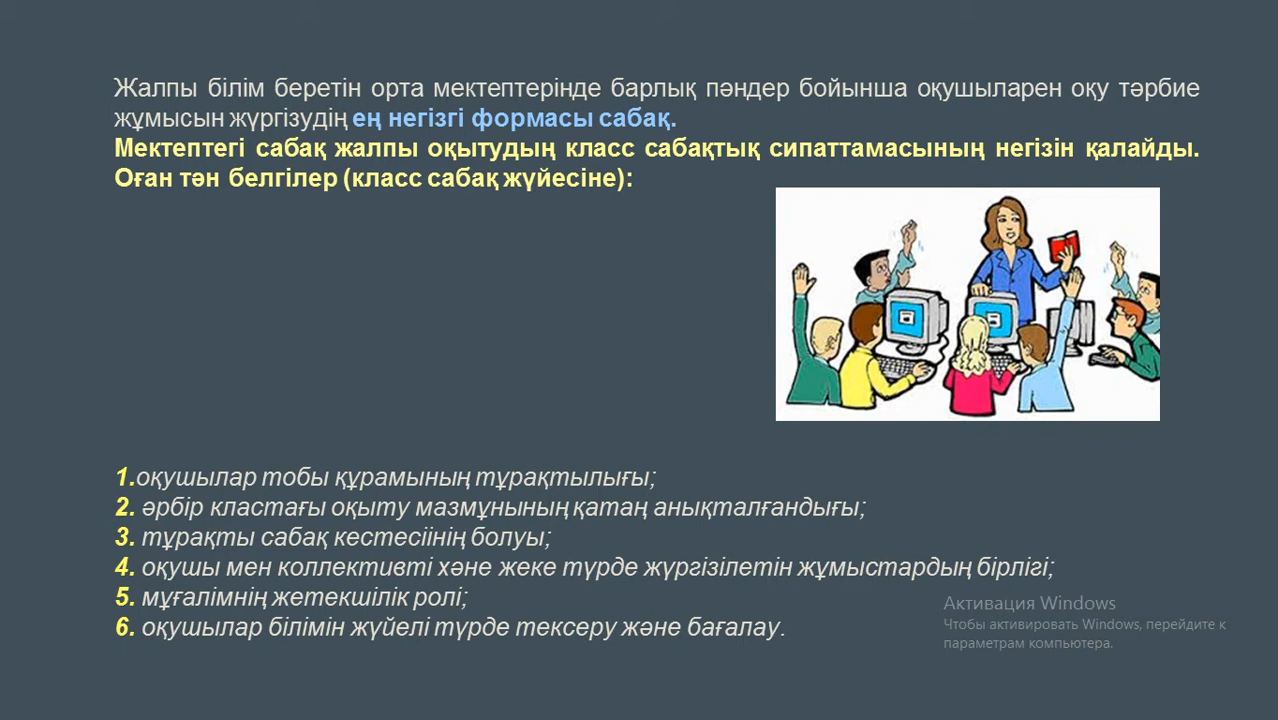 Жалпы білім беретін орта мектептерінде барлық пәндер бойынша оқушыларен оқу тәрбие
жұмысын жүргізудің ең негізгі формасы сабақ.
Мектептегі сабақ жалпы оқытудың класс сабақтық сипаттамасының негізін қалайды.
Оған тән белгілер (класс сабақ жүйесіне):
1.оқушылар тобы құрамының тұрақтылығы;
2. әрбір кластағы оқыту мазмұнының қатаң анықталғандығы;
3. тұрақты сабақ кестесіінің болуы;
4. оқушы мен коллективті хәне жеке түрде жүргізілетін жұмыстардың бірлігі;
5. мұғалімнің жетекшілік ролі;
6. оқушылар білімін жүйелі түрде тексеру және бағалау.
Активация Windows
Чтобы активировать Windows, перейдите к
параметрам компьютера.